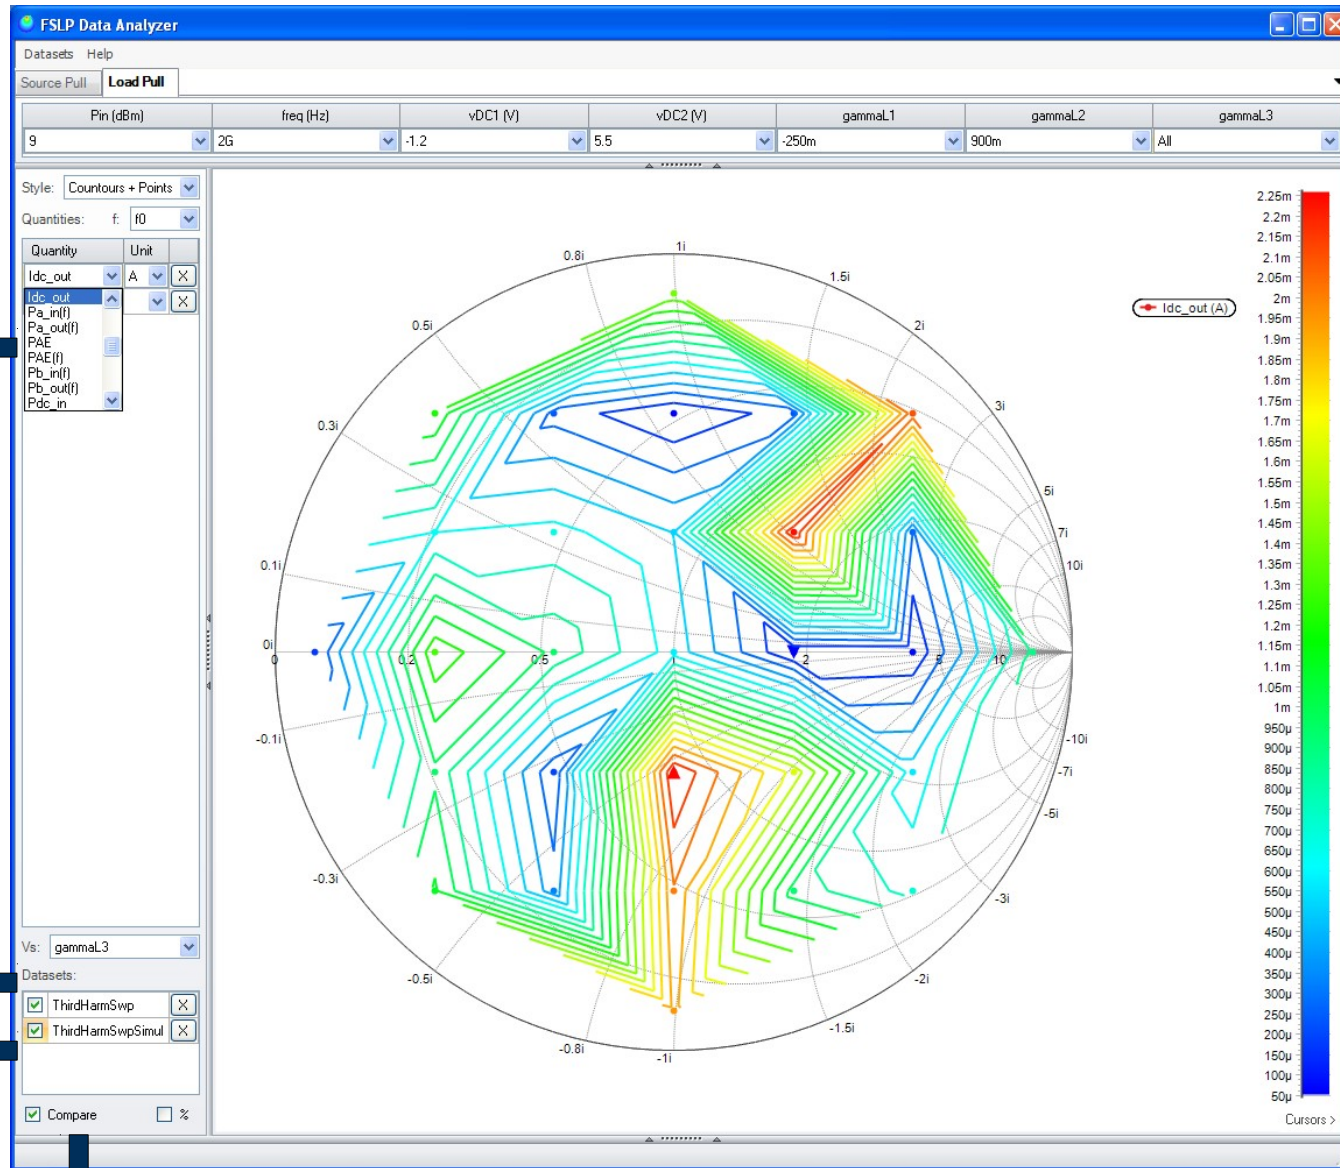 FSLP Data Analyzer
Datasets Help
Source Pull Load Pull
Pin (dBm) freq (Hz) vDC1 (V) vDC2 (V) gammaL1 gammaL2 gammaL3
9 2G -1.2 5.5 -250m 900m All
Style: Countours + Points
Quantities: f: f0
Quantity Unit
Idc_out A X
Idc_out X
Pa_in(f)
Pa_out(f)
PAE
PAE(f)
Pb_in(f)
Pb_out(f)
Pdc_in
Vs: gammaL3
Datasets:
ThirdHarmSwp X
ThirdHarmSwpSimul X
Compare %
1i
0.8i 1.5i
0.5i 2i
0.3i 3i
5i
7i
0.1i 10i
0i
0 0.2 0.5 1 2 5 10
-0.1i -10i
-7i
-5i
-0.3i -3i
-0.5i -2i
-0.8i -1i -1.5i
Idc_out (A)
2.25m
2.2m
2.15m
2.1m
2.05m
2m
1.95m
1.9m
1.85m
1.8m
1.75m
1.7m
1.65m
1.6m
1.55m
1.5m
1.45m
1.4m
1.35m
1.3m
1.25m
1.2m
1.15m
1.1m
1.05m
1m
950µ
900µ
850µ
800µ
750µ
700µ
650µ
600µ
550µ
500µ
450µ
400µ
350µ
300µ
250µ
200µ
150µ
100µ
50µ
Cursors >